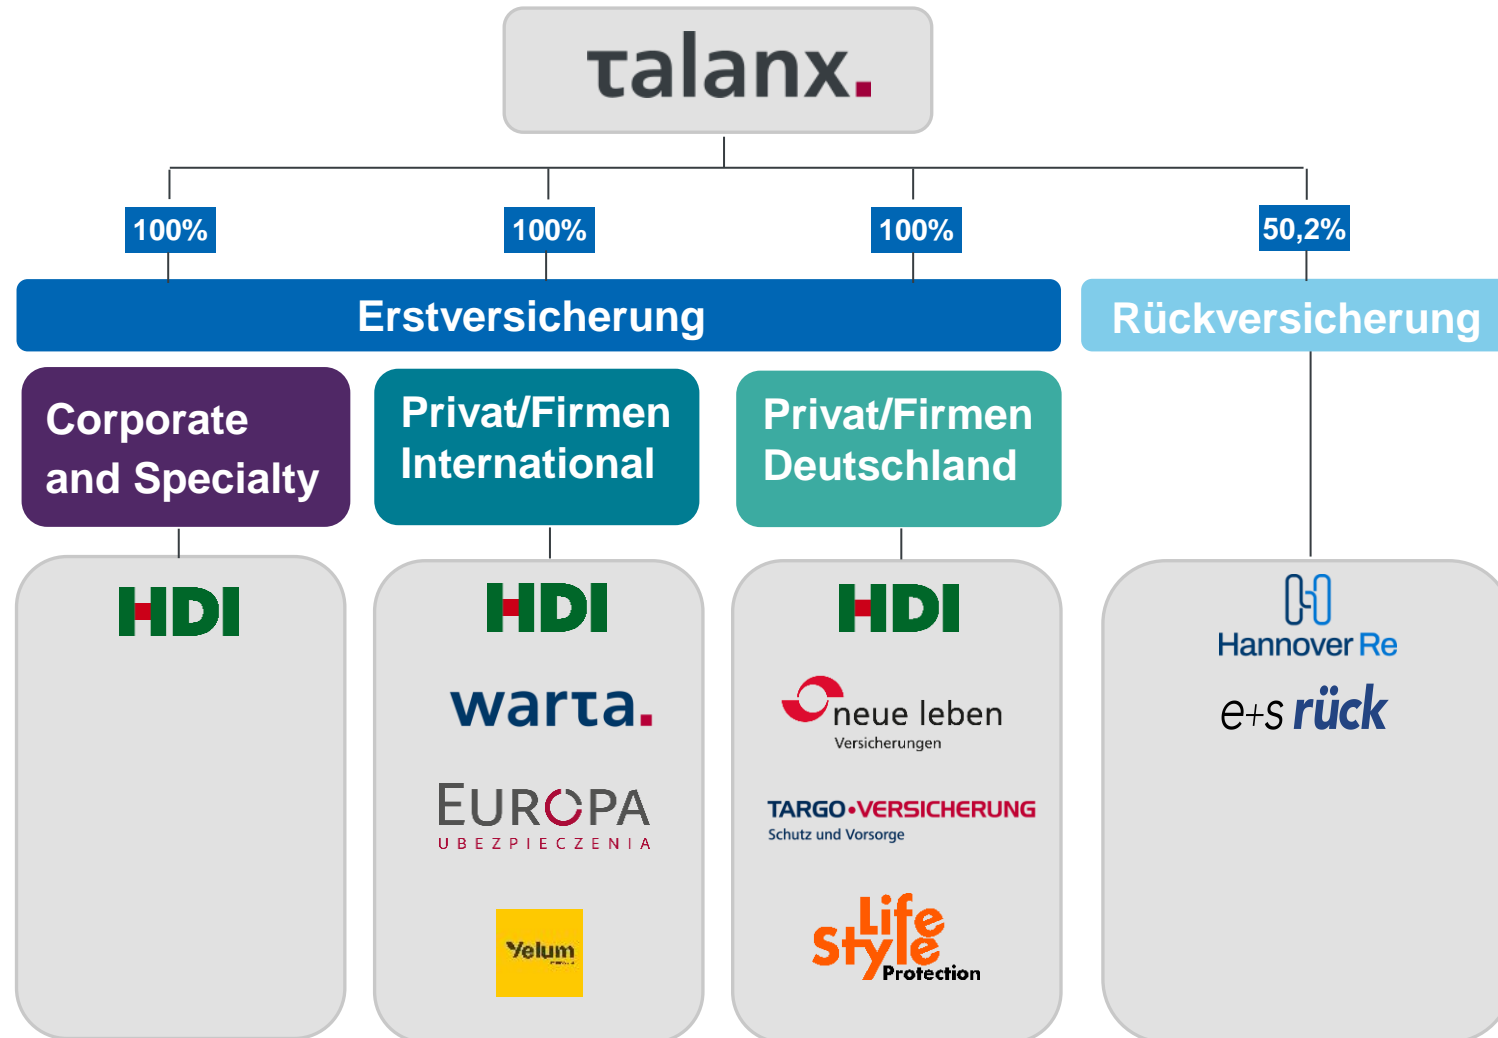 talanx.
100%
100%
100%
50,2%
Erstversicherung
Rückversicherung
Corporate
and Specialty
Privat/Firmen
International
Privat/Firmen
Deutschland
HDI
HDI
warta.
EUROPA
UBEZPIECZENIA
Yelum
HDI
neue leben
Versicherungen
TARGO•VERSICHERUNG
Schutz und Vorsorge
Life
Style
Protection
Hannover Re
e+s rück